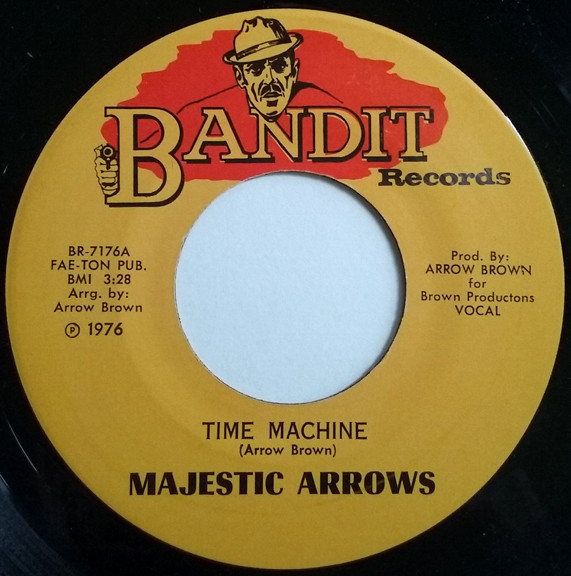 BANDIT
Records
BR-7176A
FAE-TON PUB.
BMI 3:28
Arrg. by:
Arrow Brown
℗ 1976
Prod. By:
ARROW BROWN
for
Brown Productons
VOCAL
TIME MACHINE
(Arrow Brown)
MAJESTIC ARROWS